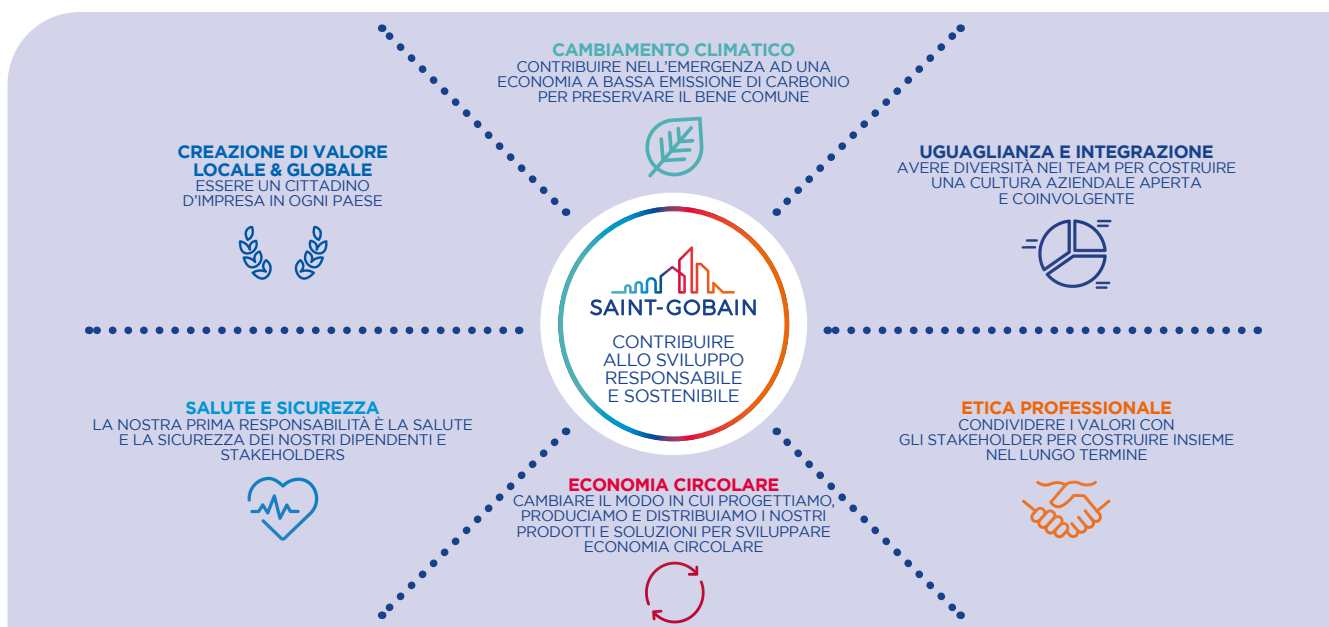 CAMBIAMENTO CLIMATICO
CONTRIBUIRE NELL'EMERGENZA AD UNA
ECONOMIA A BASSA EMISSIONE DI CARBONIO
PER PRESERVARE IL BENE COMUNE
CREAZIONE DI VALORE
LOCALE & GLOBALE
ESSERE UN CITTADINO
D'IMPRESA IN OGNI PAESE
UGUAGLIANZA E INTEGRAZIONE
AVERE DIVERSITÀ NEI TEAM PER COSTRUIRE
UNA CULTURA AZIENDALE APERTA
E COINVOLGENTE
SAINT-GOBAIN
CONTRIBUIRE
ALLO SVILUPPO
RESPONSABILE
E SOSTENIBILE
SALUTE E SICUREZZA
LA NOSTRA PRIMA RESPONSABILITÀ È LA SALUTE
E LA SICUREZZA DEI NOSTRI DIPENDENTI E
STAKEHOLDERS
ETICA PROFESSIONALE
CONDIVIDERE I VALORI CON
GLI STAKEHOLDER PER COSTRUIRE INSIEME
NEL LUNGO TERMINE
ECONOMIA CIRCOLARE
CAMBIARE IL MODO IN CUI PROGETTIAMO,
PRODUCIAMO E DISTRIBUIAMO I NOSTRI
PRODOTTI E SOLUZIONI PER SVILUPPARE
ECONOMIA CIRCOLARE